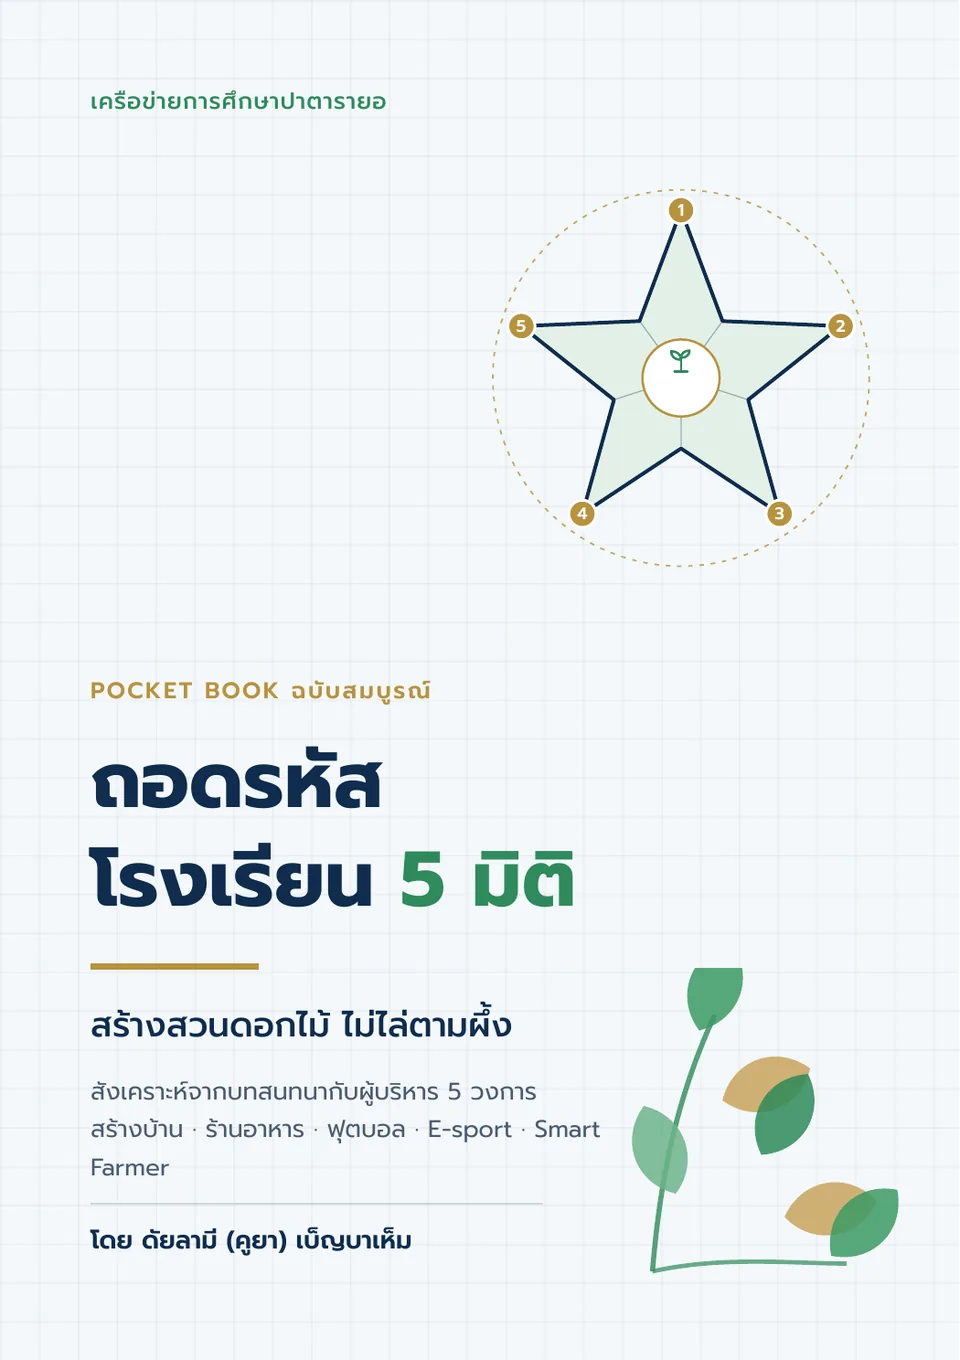 เครือข่ายการศึกษาปาตารายอ
1
5
2
4
3
POCKET BOOK ฉบับสมบูรณ์
ถอดรหัส
โรงเรียน 5 มิติ
สร้างสวนดอกไม้ ไม่ไล่ตามผึ้ง
สังเคราะห์จากบทสนทนากับผู้บริหาร 5 วงการ
สร้างบ้าน · ร้านอาหาร · ฟุตบอล · E-sport · Smart
Farmer
โดย ดัยลามี (คูยา) เบ็ญบาเห็ม